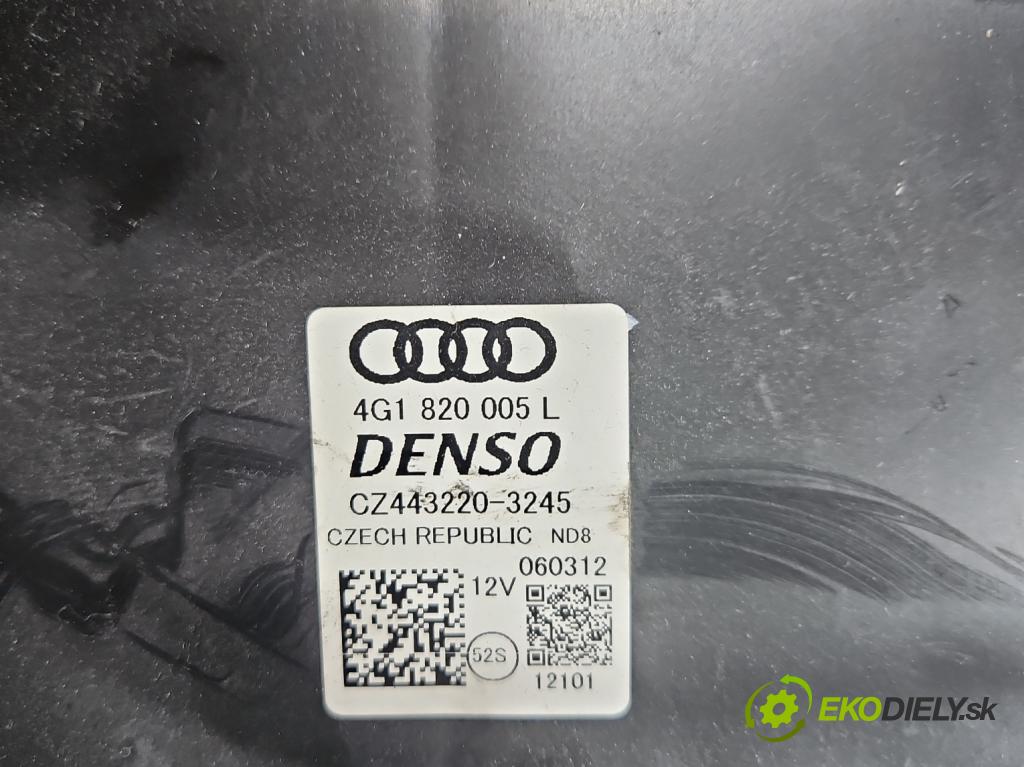 4G1 820 005 L
DENSO
CZ443220-3245
CZECH REPUBLIC ND8
060312
12V
52S
12101
EKODIELY.sk